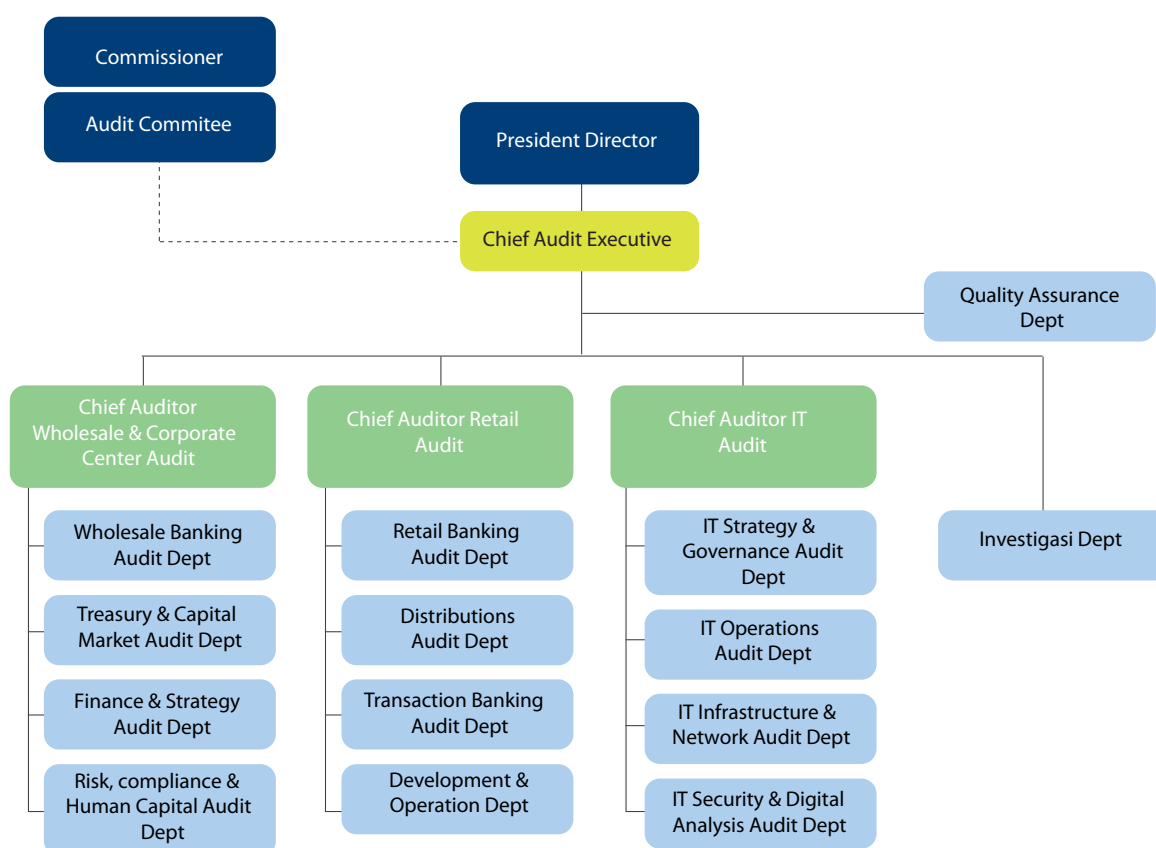 Commissioner
Audit Commitee
President Director
Chief Audit Executive
Quality Assurance
Dept
Chief Auditor
Wholesale & Corporate
Center Audit
Chief Auditor Retail
Audit
Chief Auditor IT
Audit
Wholesale Banking
Audit Dept
Treasury & Capital
Market Audit Dept
Finance & Strategy
Audit Dept
Risk, compliance &
Human Capital Audit
Dept
Retail Banking
Audit Dept
Distributions
Audit Dept
Transaction Banking
Audit Dept
Development &
Operation Dept
IT Strategy &
Governance Audit
Dept
IT Operations
Audit Dept
IT Infrastructure &
Network Audit Dept
IT Security & Digital
Analysis Audit Dept
Investigasi Dept